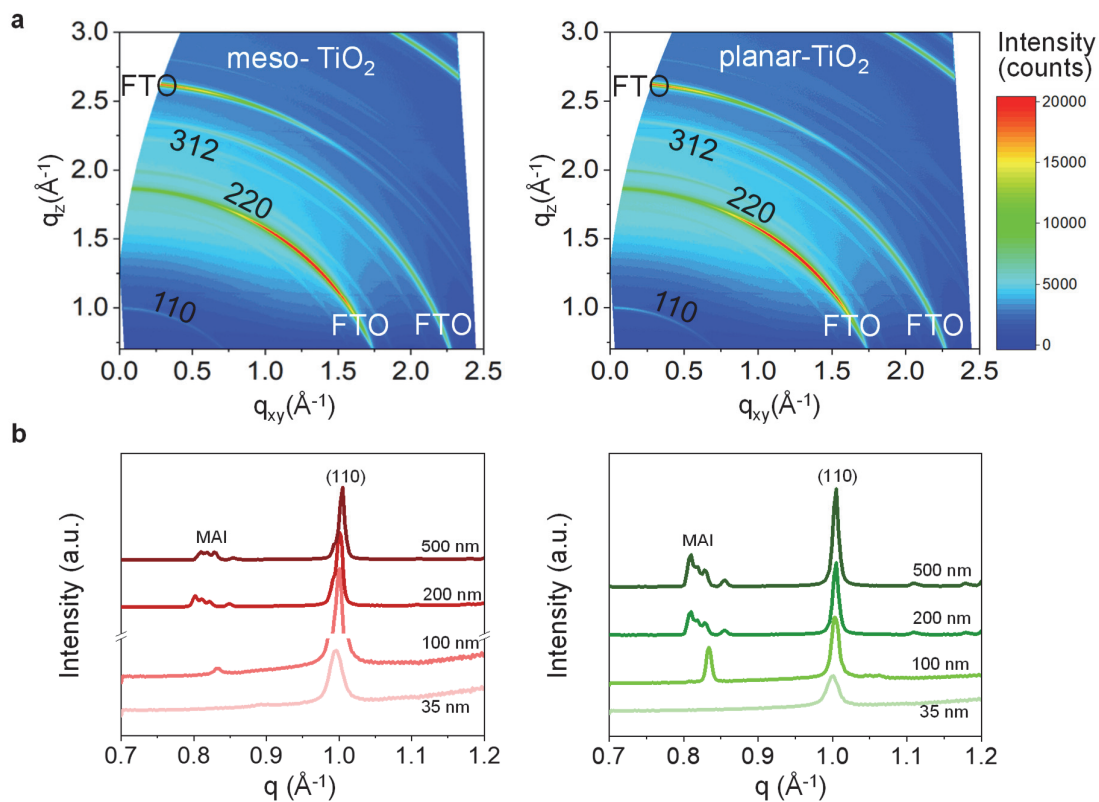 a
meso- TiO2
FTO
312
220
110
FTO
FTO
qz(Å-1)
3.0
2.5
2.0
1.5
1.0
0.0
0.5
1.0
1.5
2.0
2.5
qxy(Å-1)
planar-TiO2
FTO
312
220
110
FTO
FTO
qz(Å-1)
3.0
2.5
2.0
1.5
1.0
0.0
0.5
1.0
1.5
2.0
2.5
qxy(Å-1)
Intensity
(counts)
20000
15000
10000
5000
0
b
Intensity (a.u.)
(110)
MAI
500 nm
200 nm
100 nm
35 nm
0.7
0.8
0.9
1.0
1.1
1.2
q (Å-1)
Intensity (a.u.)
(110)
MAI
500 nm
200 nm
100 nm
35 nm
0.7
0.8
0.9
1.0
1.1
1.2
q (Å-1)